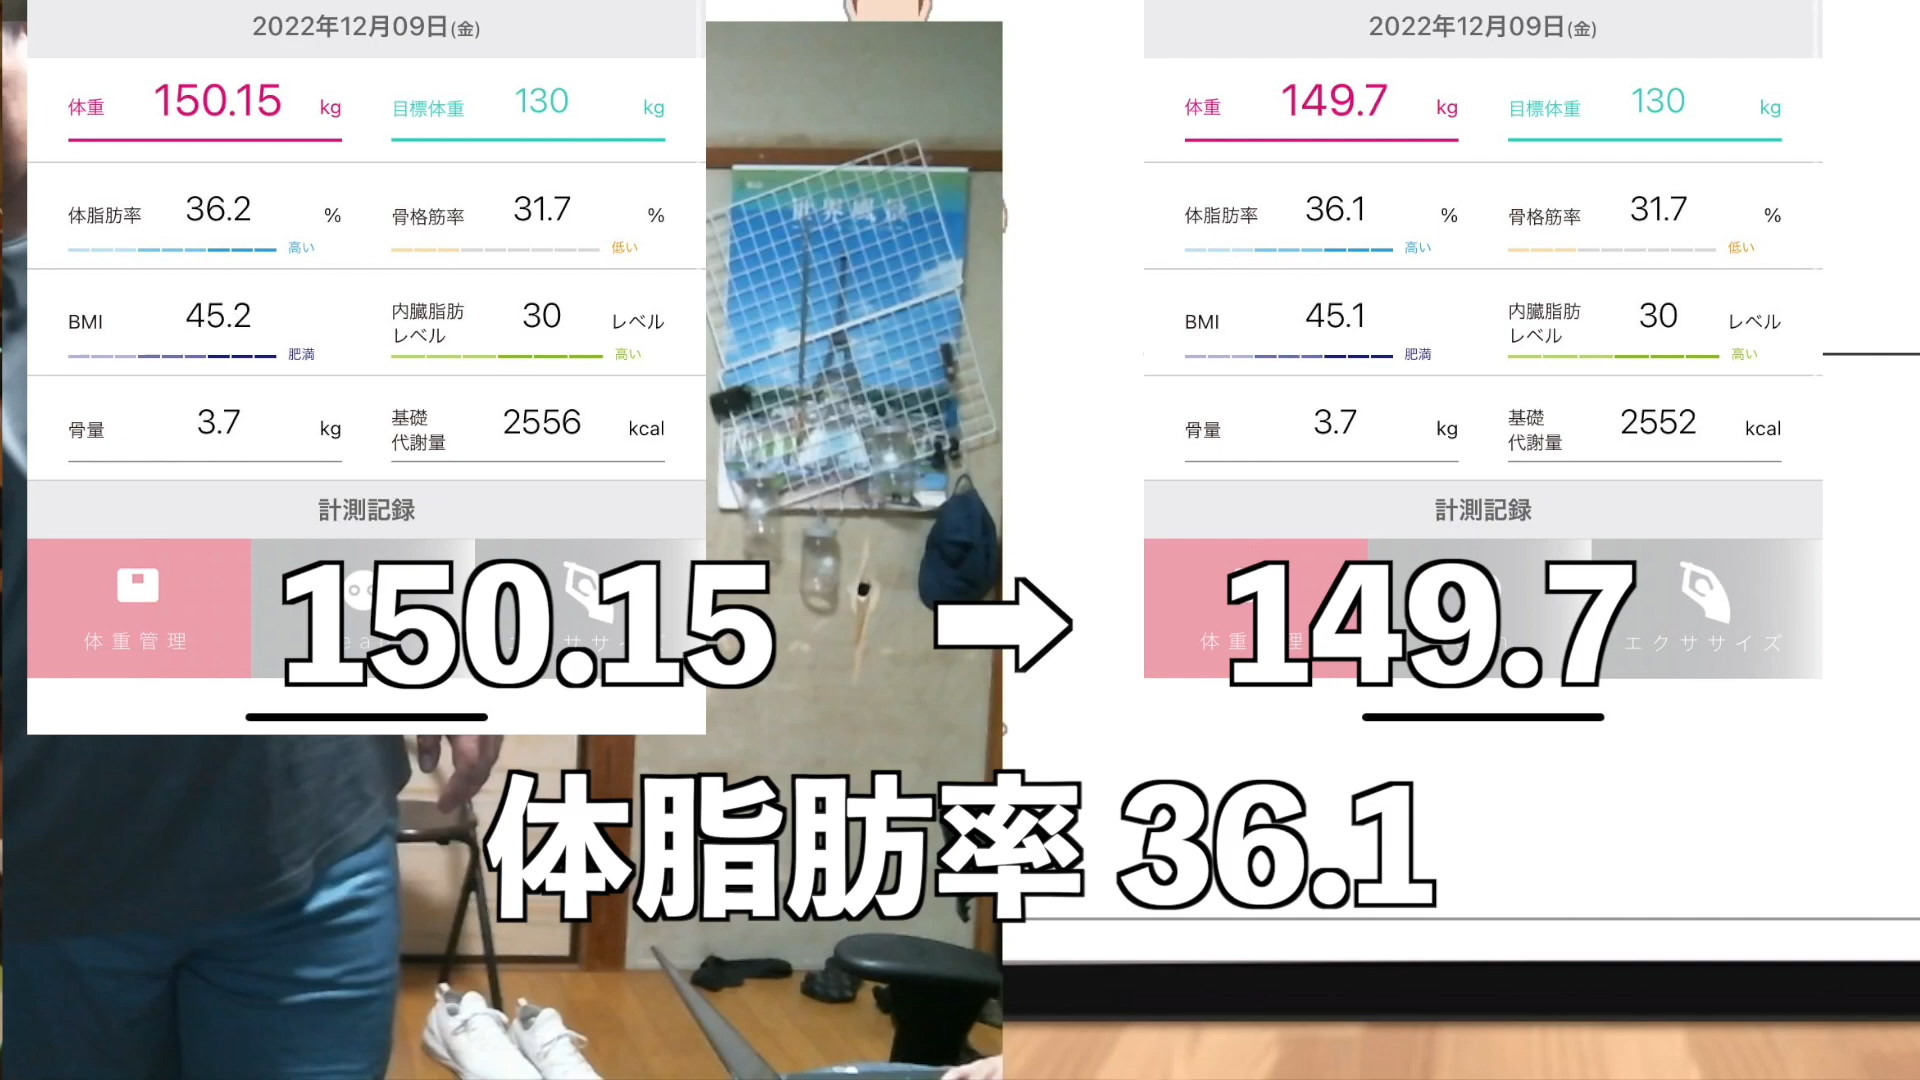 2022年12月09日(金)
体重 150.15 kg 目標体重 130 kg
体脂肪率 36.2 % 骨格筋率 31.7 %
高い 低い
BMI 45.2 内臓脂肪レベル 30 レベル
肥満 高い
骨量 3.7 kg 基礎代謝量 2556 kcal
計測記録
体重管理
2022年12月09日(金)
体重 149.7 kg 目標体重 130 kg
体脂肪率 36.1 % 骨格筋率 31.7 %
高い 低い
BMI 45.1 内臓脂肪レベル 30 レベル
肥満 高い
骨量 3.7 kg 基礎代謝量 2552 kcal
計測記録
エクササイズ
世界風景
150.15 → 149.7
体脂肪率 36.1